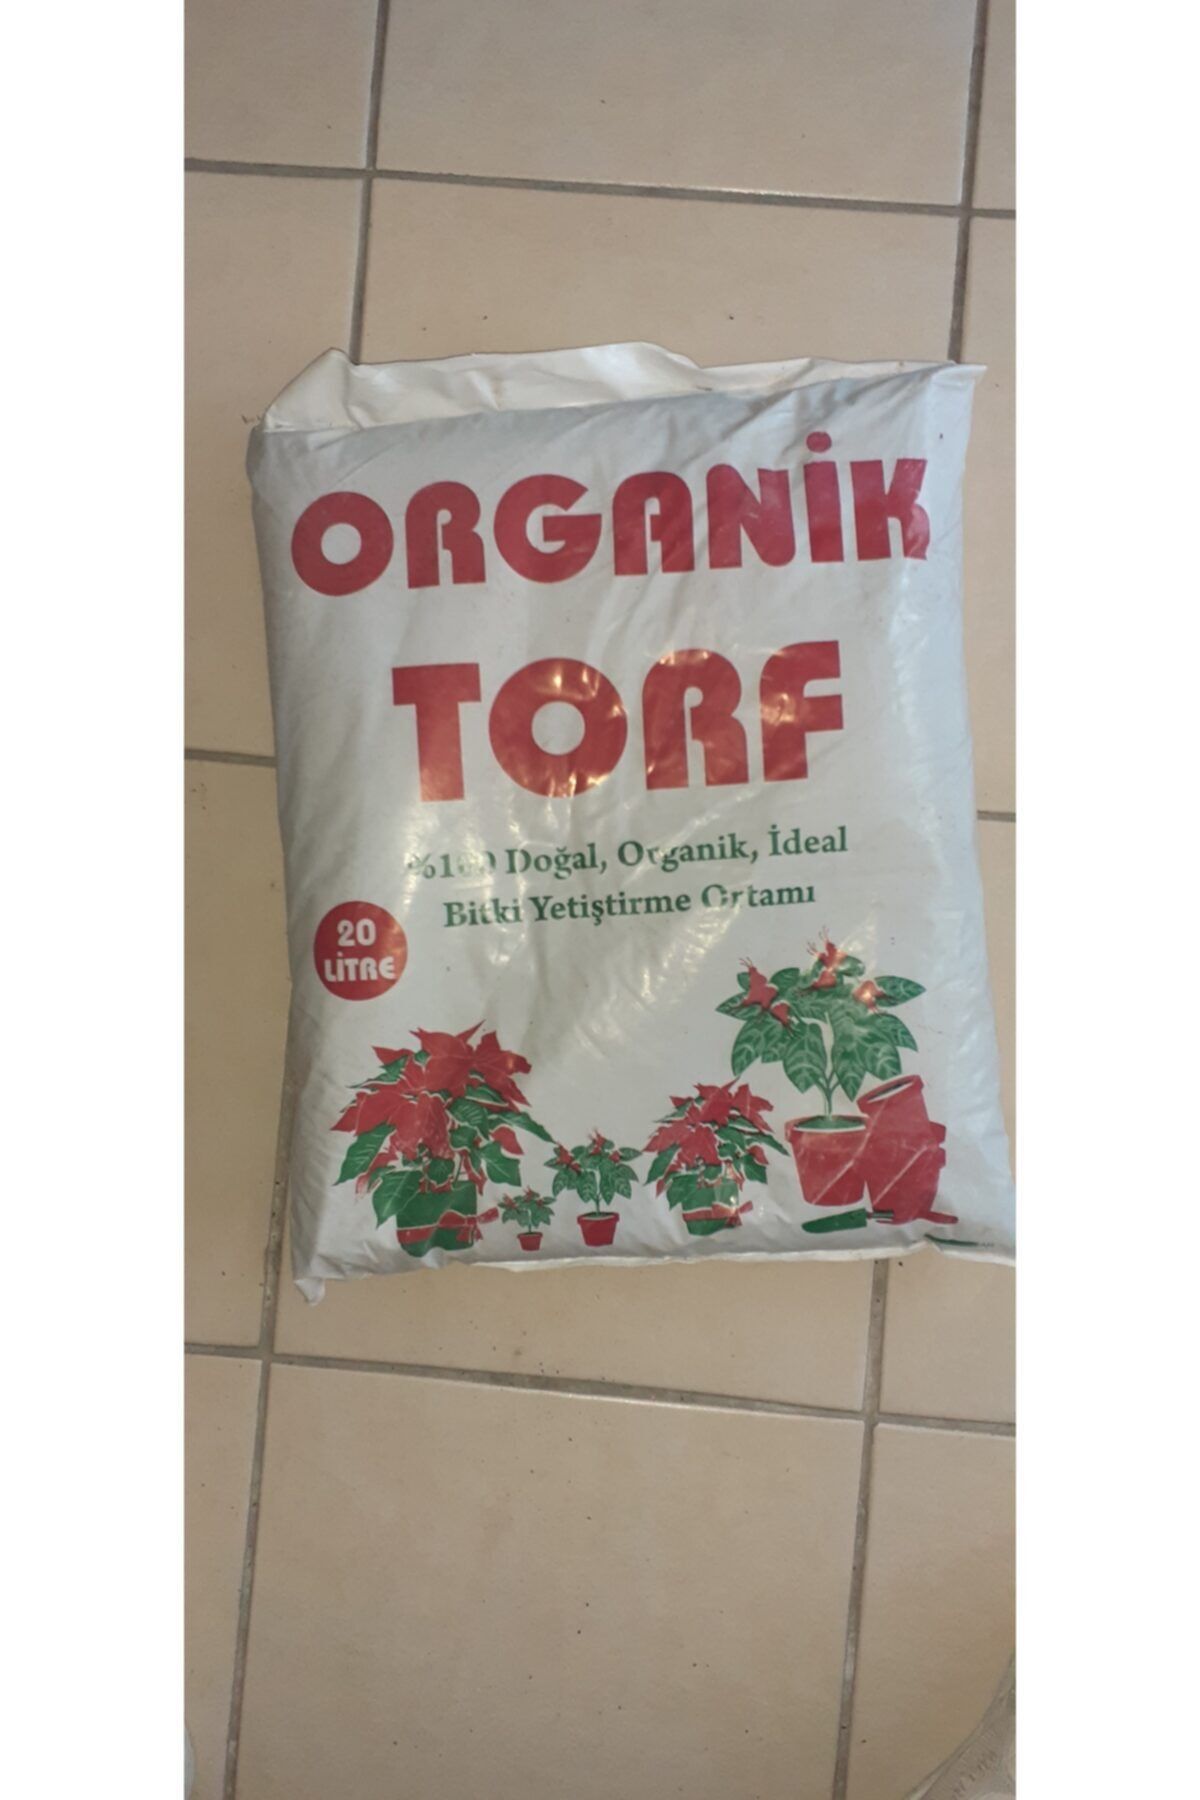 ORGANİK
TORF
%100 Doğal, Organik, İdeal
Bitki Yetiştirme Ortamı
20
LİTRE